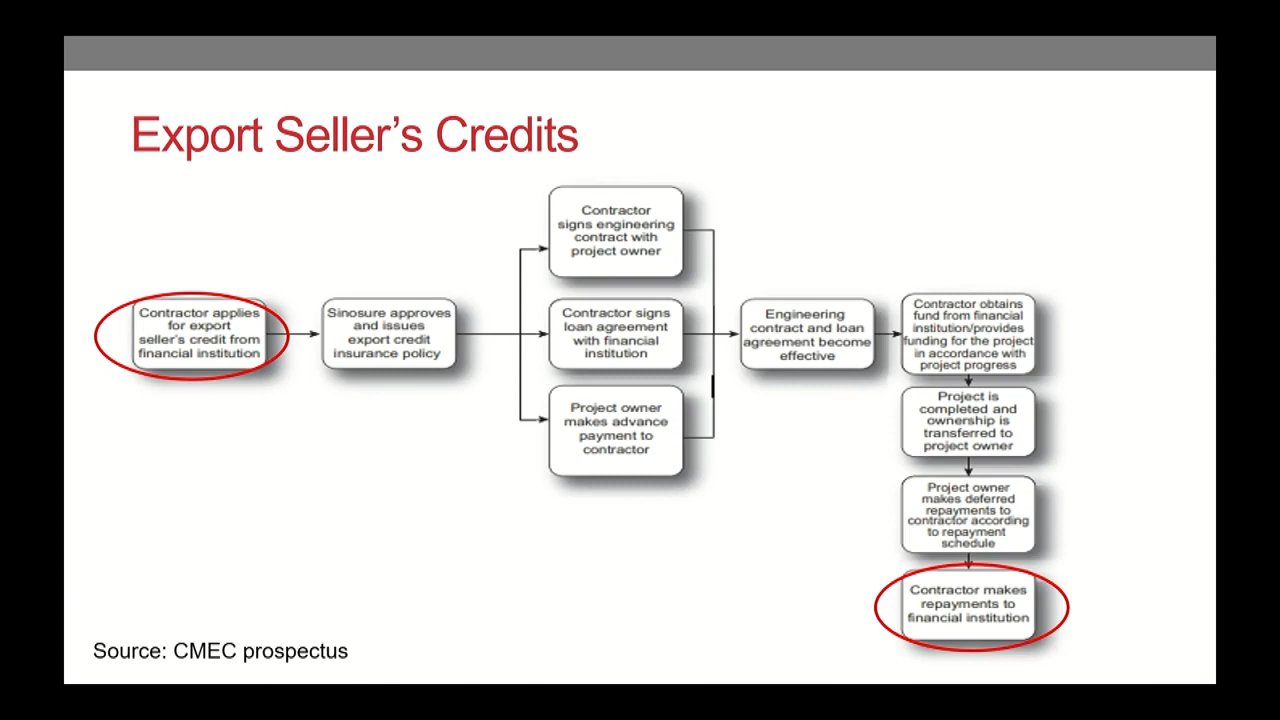 Export Seller's Credits
Contractor applies
for export
seller's credit from
financial institution
Sinosure approves
and issues
export credit
insurance policy
Contractor
signs engineering
contract with
project owner
Contractor signs
loan agreement
with financial
institution
Project owner
makes advance
payment to
contractor
Engineering
contract and loan
agreement become
effective
Contractor obtains
fund from financial
institution/provides
funding for the project
in accordance with
project progress
Project is
completed and
ownership is
transferred to
project owner
Project owner
makes deferred
repayments to
contractor according
to repayment
schedule
Contractor makes
repayments to
financial institution
Source: CMEC prospectus